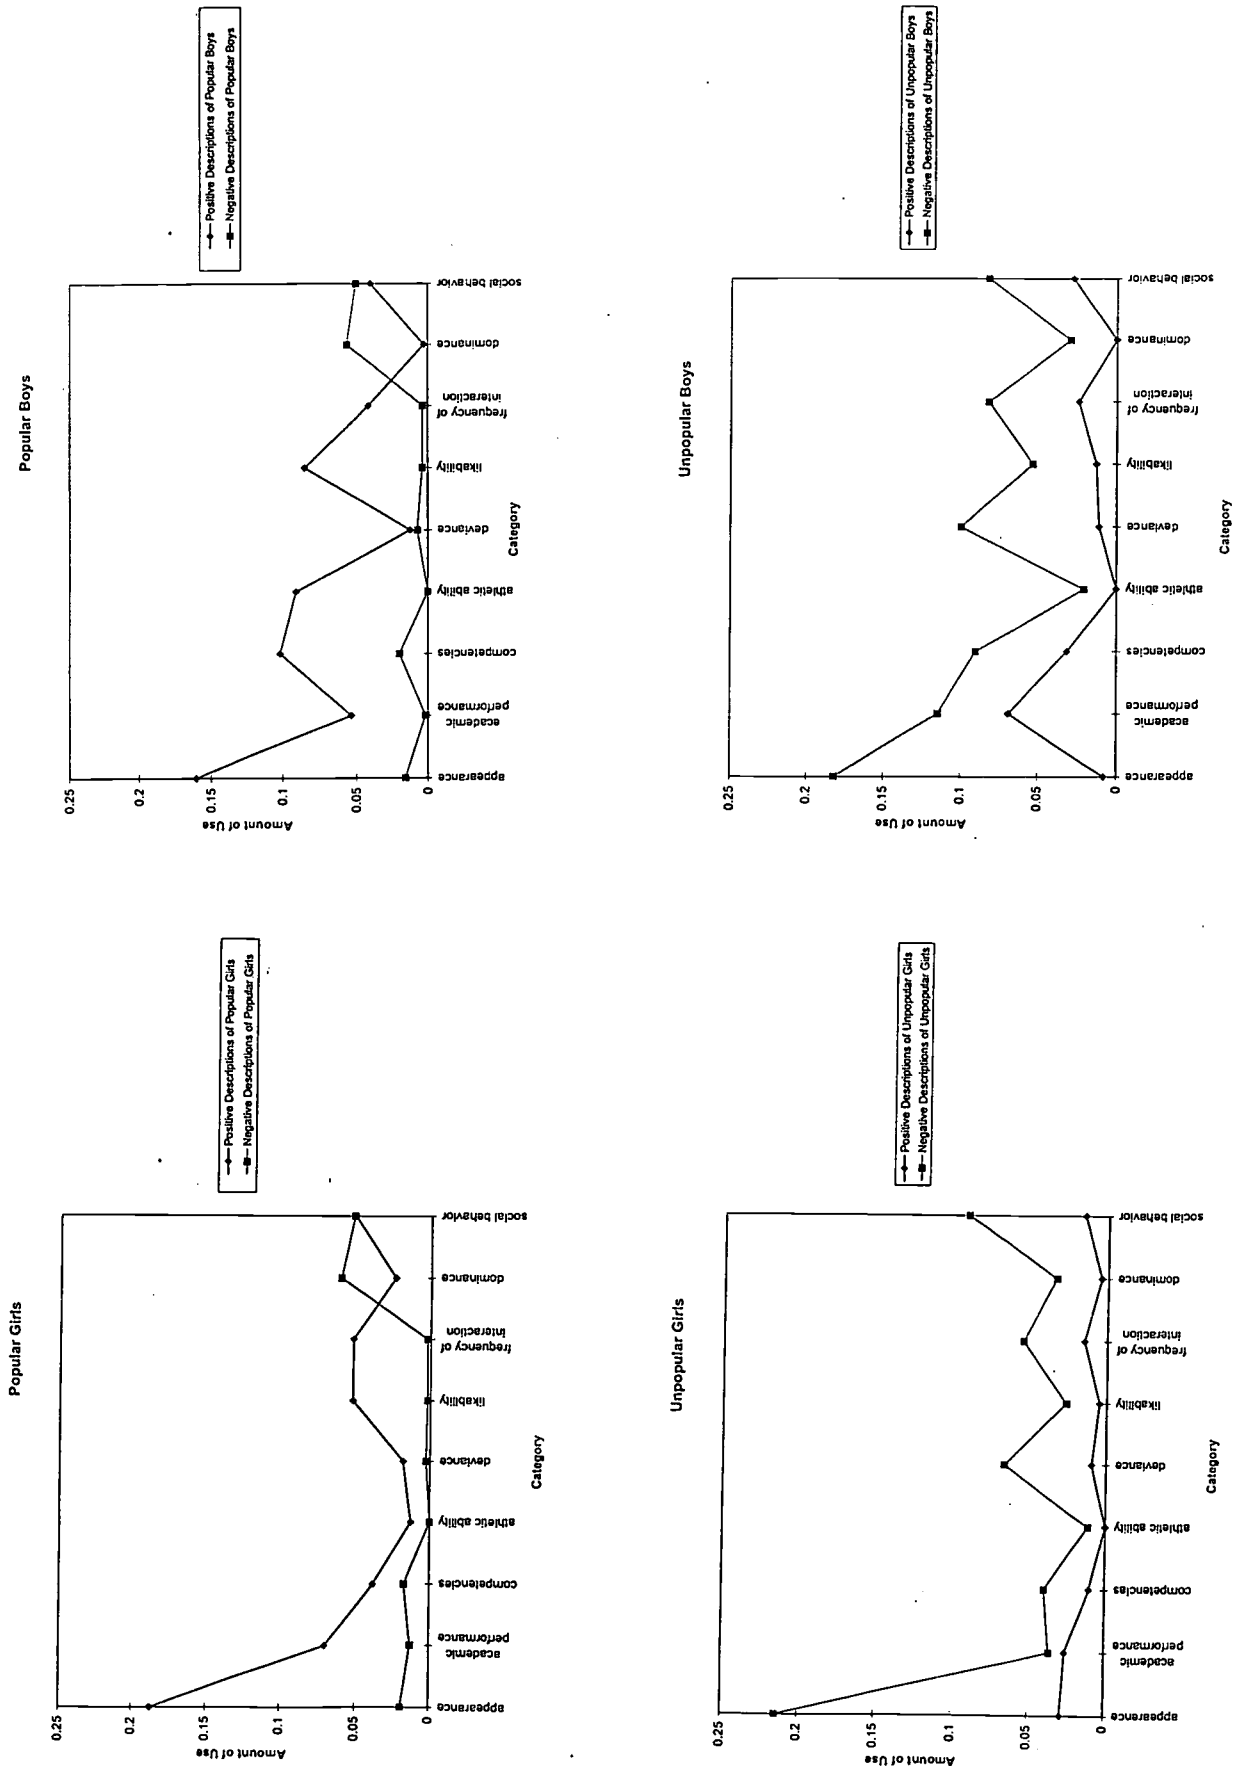 Popular Girls
0.25
0.2
0.15
0.1
0.05
0
Amount of Use
appearance
academic
performance
competencies
athletic ability
deviance
likability
frequency of
interaction
dominance
social behavior
Category
Positive Descriptions of Popular Girls
Negative Descriptions of Popular Girls
Popular Boys
0.25
0.2
0.15
0.1
0.05
0
Amount of Use
appearance
academic
performance
competencies
athletic ability
deviance
likability
frequency of
interaction
dominance
social behavior
Category
Positive Descriptions of Popular Boys
Negative Descriptions of Popular Boys
Unpopular Girls
0.25
0.2
0.15
0.1
0.05
0
Amount of Use
appearance
academic
performance
competencies
athletic ability
deviance
likability
frequency of
interaction
dominance
social behavior
Category
Positive Descriptions of Unpopular Girls
Negative Descriptions of Unpopular Girls
Unpopular Boys
0.25
0.2
0.15
0.1
0.05
0
Amount of Use
appearance
academic
performance
competencies
athletic ability
deviance
likability
frequency of
interaction
dominance
social behavior
Category
Positive Descriptions of Unpopular Boys
Negative Descriptions of Unpopular Boys